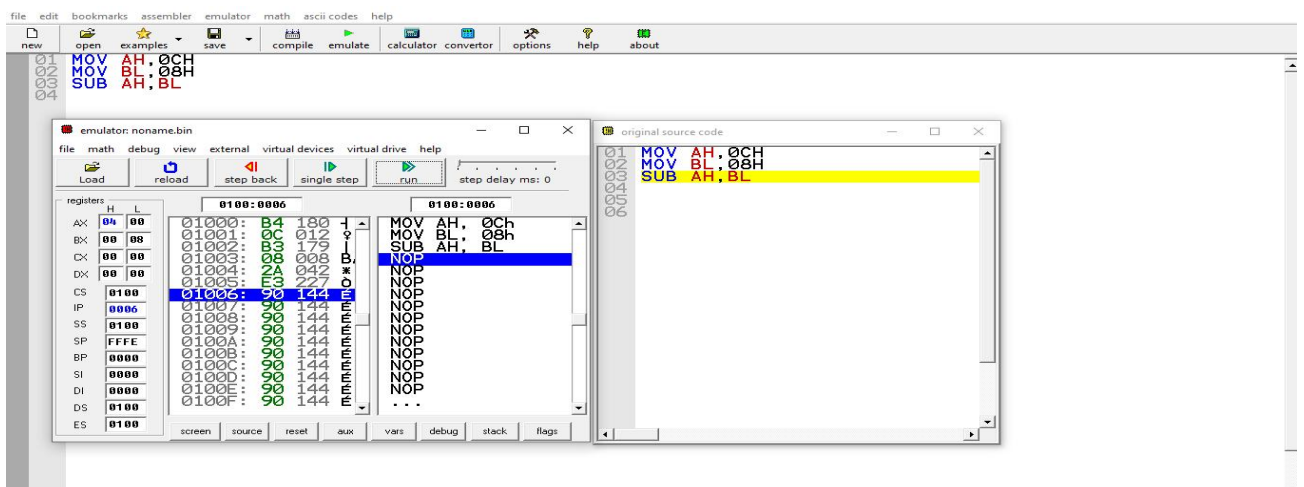 file edit bookmarks assembler emulator math ascii codes help
new open examples save compile emulate calculator convertor options help about
01 MOV AH,0CH
02 MOV BL,08H
03 SUB AH,BL
04
emulator: noname.bin
file math debug view external virtual devices virtual drive help
Load reload step back single step run step delay ms: 0
registers
H L
AX 04 00
BX 00 08
CX 00 00
DX 00 00
CS 0100
IP 0006
SS 0100
SP FFFE
BP 0000
SI 0000
DI 0000
DS 0100
ES 0100
0100:0006
01000: B4 180 ┤
01001: 0C 012 ♀
01002: B3 179 │
01003: 08 008
01004: 2A 042 *
01005: E3 227
01006: 90 144 É
01007: 90 144 É
01008: 90 144 É
01009: 90 144 É
0100A: 90 144 É
0100B: 90 144 É
0100C: 90 144 É
0100D: 90 144 É
0100E: 90 144 É
0100F: 90 144 É
0100:0006
MOV AH, 0Ch
MOV BL, 08h
SUB AH, BL
NOP
NOP
NOP
NOP
NOP
NOP
NOP
NOP
NOP
NOP
...
screen source reset aux vars debug stack flags
original source code
01 MOV AH,0CH
02 MOV BL,08H
03 SUB AH,BL
04
05
06